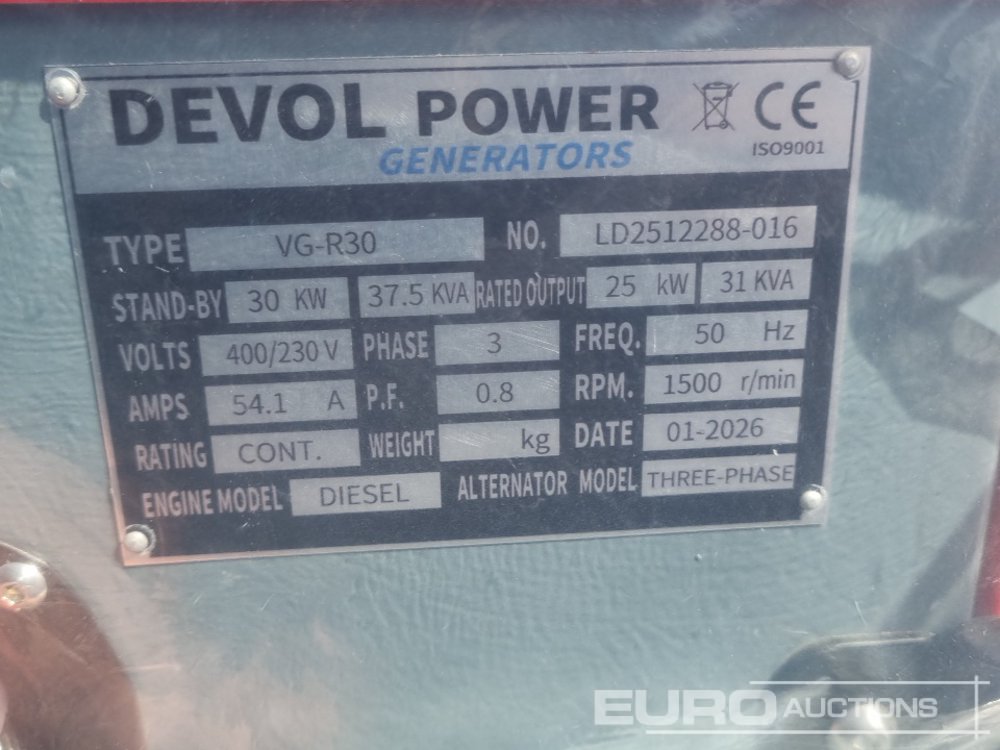 DEVOL POWER
CE
GENERATORS
ISO9001
TYPE VG-R30 NO. LD2512288-016
STAND-BY 30 KW 37.5 KVA RATED OUTPUT 25 kW 31 KVA
VOLTS 400/230 V PHASE 3 FREQ. 50 Hz
AMPS 54.1 A P.F. 0.8 RPM. 1500 r/min
RATING CONT. WEIGHT kg DATE 01-2026
ENGINE MODEL DIESEL ALTERNATOR MODEL THREE-PHASE
EURO AUCTIONS